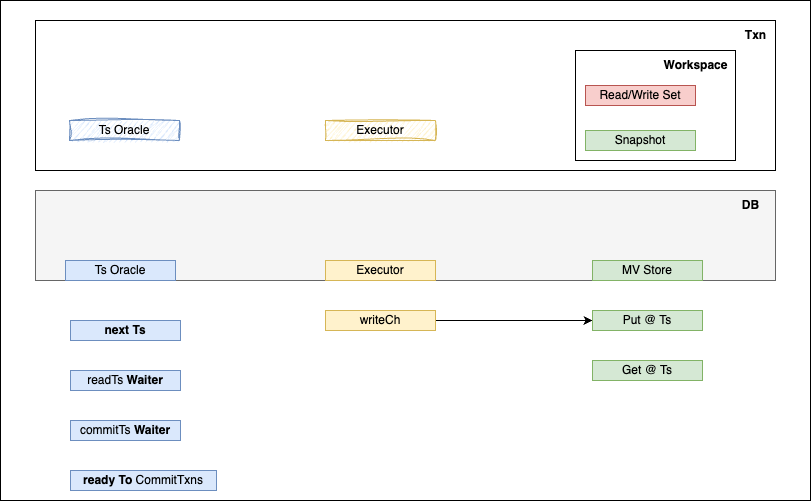 Txn
Workspace
Read/Write Set
Ts Oracle
Executor
Snapshot
DB
Ts Oracle
Executor
MV Store
next Ts
writeCh
Put @ Ts
readTs Waiter
Get @ Ts
commitTs Waiter
ready To CommitTxns